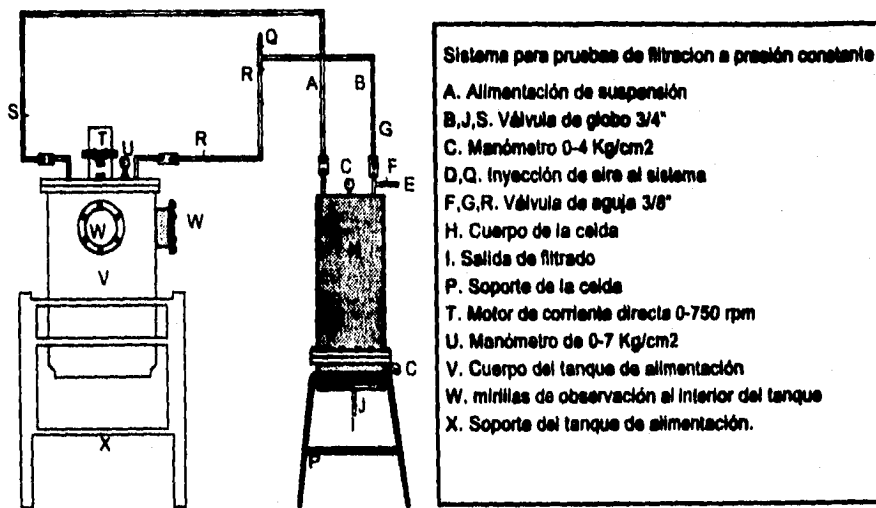 Q
R
A
B
S
T
U
R
G
C
F
E
W
W
H
V
C
J
X
P
Sistema para pruebas de filtracion a presión constante
A. Alimentación de suspensión
B,J,S. Válvula de globo 3/4"
C. Manómetro 0-4 Kg/cm2
D,Q. Inyección de aire al sistema
F,G,R. Válvula de aguja 3/8"
H. Cuerpo de la celda
I. Salida de filtrado
P. Soporte de la celda
T. Motor de corriente directa 0-750 rpm
U. Manómetro de 0-7 Kg/cm2
V. Cuerpo del tanque de alimentación
W. mirillas de observación al interior del tanque
X. Soporte del tanque de alimentación.